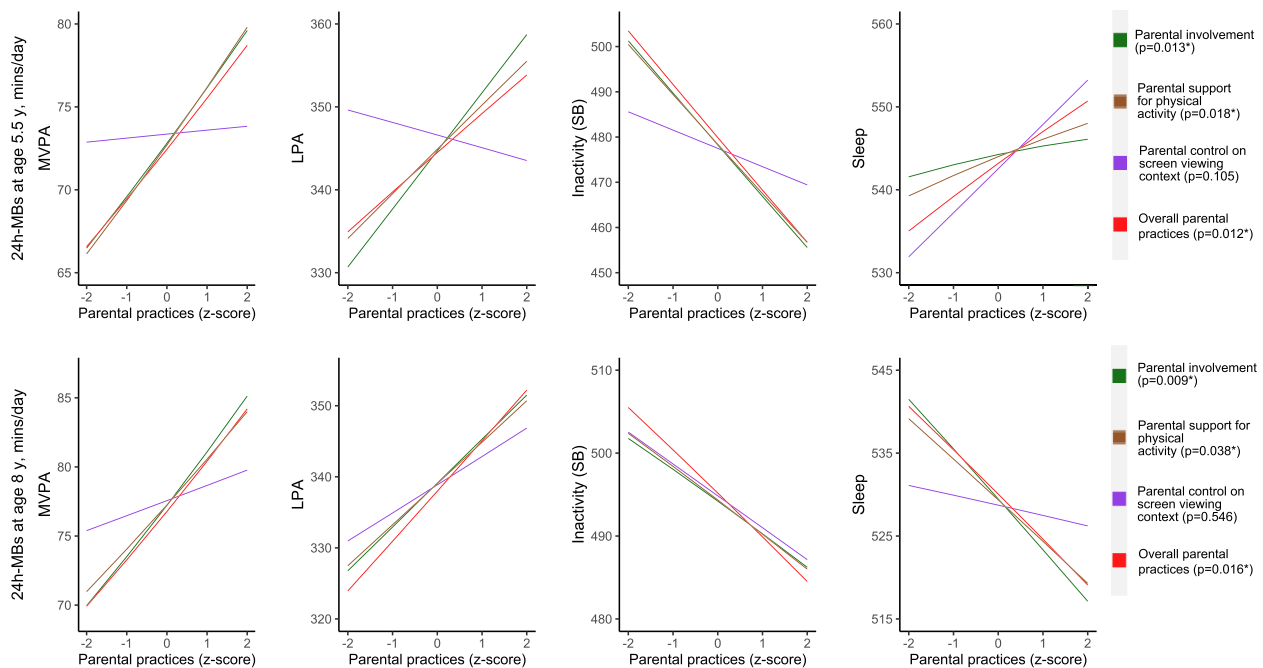 24h-MBs at age 5.5 y, mins/day
MVPA
80
75
70
65
-2 -1 0 1 2
Parental practices (z-score)
LPA
360
350
340
330
-2 -1 0 1 2
Parental practices (z-score)
Inactivity (SB)
500
490
480
470
460
450
-2 -1 0 1 2
Parental practices (z-score)
Sleep
560
550
540
530
-2 -1 0 1 2
Parental practices (z-score)
Parental involvement
(p=0.013*)
Parental support
for physical
activity (p=0.018*)
Parental control on
screen viewing
context (p=0.105)
Overall parental
practices (p=0.012*)
24h-MBs at age 8 y, mins/day
MVPA
85
80
75
70
-2 -1 0 1 2
Parental practices (z-score)
LPA
350
340
330
320
-2 -1 0 1 2
Parental practices (z-score)
Inactivity (SB)
510
500
490
480
-2 -1 0 1 2
Parental practices (z-score)
Sleep
545
535
525
515
-2 -1 0 1 2
Parental practices (z-score)
Parental involvement
(p=0.009*)
Parental support for
physical
activity (p=0.038*)
Parental control on
screen viewing
context (p=0.546)
Overall parental
practices (p=0.016*)